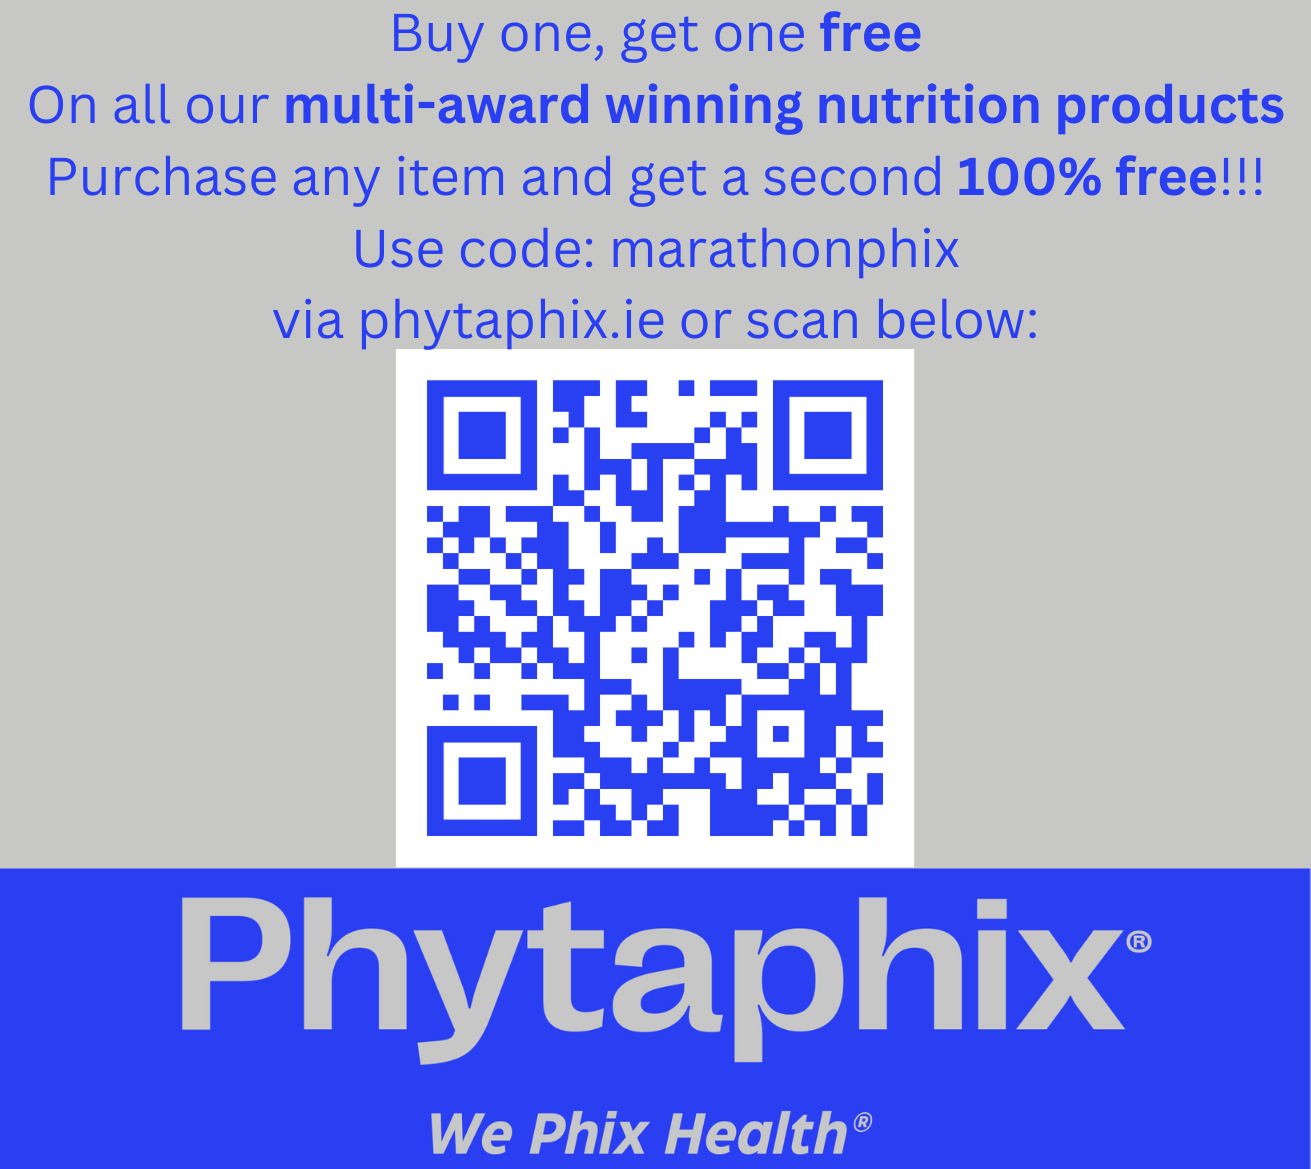 Buy one, get one free
On all our multi-award winning nutrition products
Purchase any item and get a second 100% free!!!
Use code: marathonphix
via phytaphix.ie or scan below:
Phytaphix®
We Phix Health®